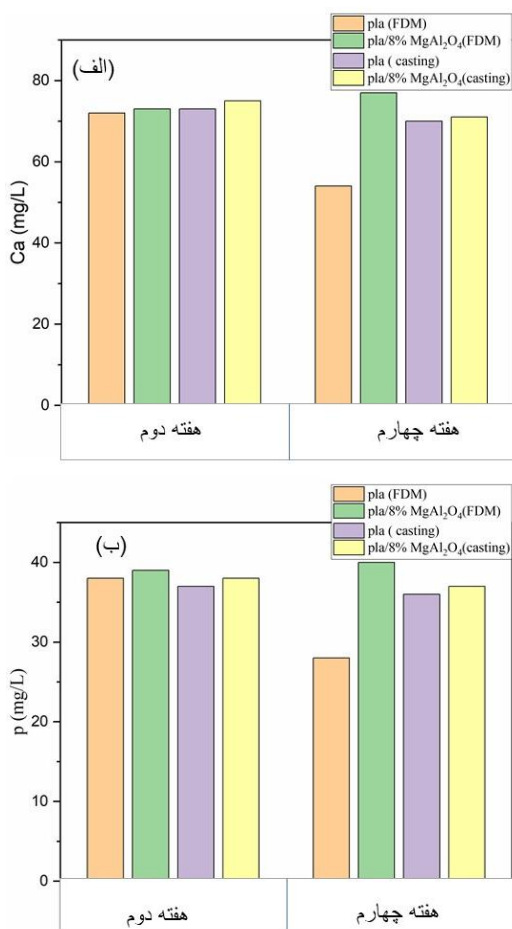 pla (FDM)
pla/8% MgAl₂O₄(FDM)
pla ( casting)
pla/8% MgAl₂O₄(casting)
(الف)
80
60
40
20
0
Ca (mg/L)
هفته دوم
هفته چهارم
pla (FDM)
pla/8% MgAl₂O₄(FDM)
pla ( casting)
pla/8% MgAl₂O₄(casting)
(ب)
40
30
20
10
0
p (mg/L)
هفته دوم
هفته چهارم